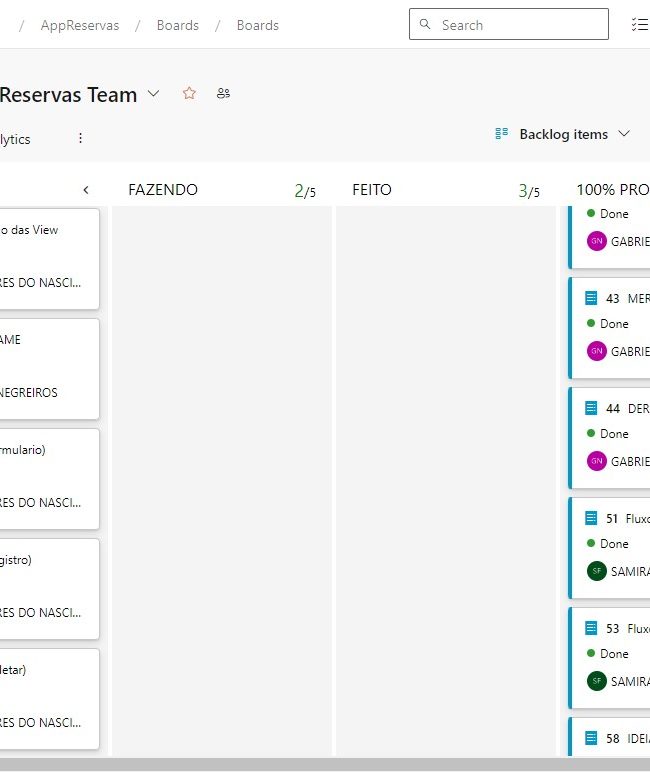 / AppReservas / Boards / Boards
Search
Reservas Team
lytics
Backlog items
FAZENDO 2/5
FEITO 3/5
100% PRO
o das View
RES DO NASCI...
AME
NEGREIROS
rmulario)
RES DO NASCI...
gistro)
RES DO NASCI...
letar)
RES DO NASCI...
Done
GN GABRIE
43 MER
Done
GN GABRIE
44 DER
Done
GN GABRIE
51 Fluxo
Done
SF SAMIRA
53 Fluxo
Done
SF SAMIRA
58 IDEIA